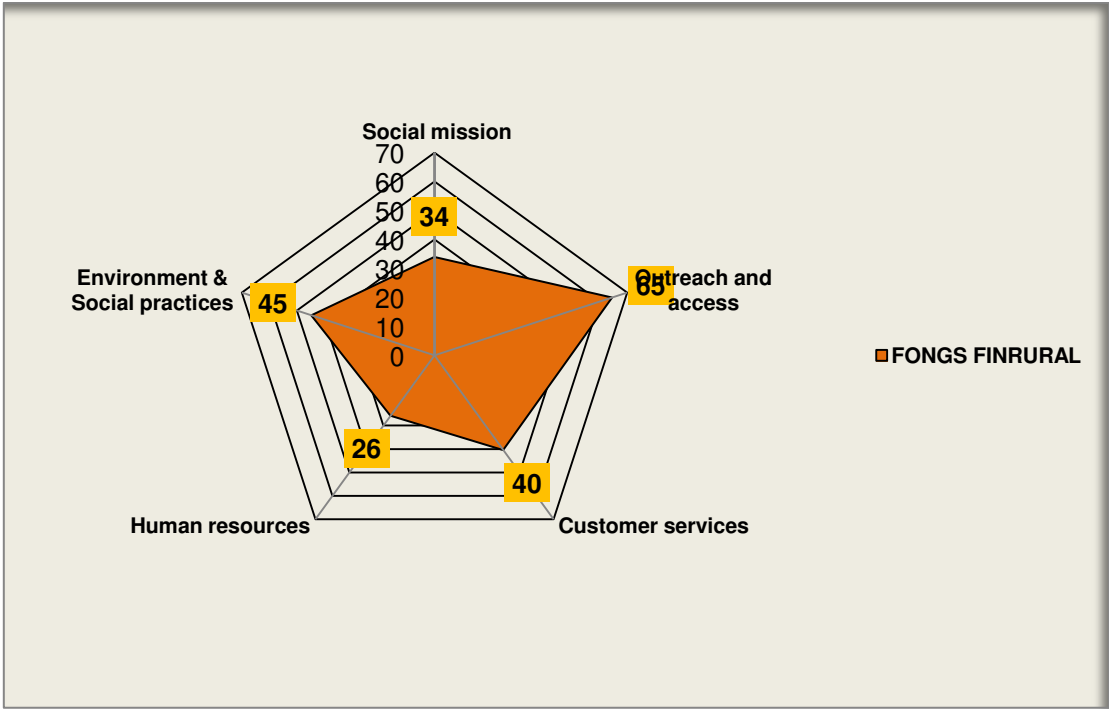 Social mission
70
60
50
40
30
20
10
0
34
Outreach and
access
65
Environment &
Social practices
45
FONGS FINRURAL
26
40
Human resources
Customer services